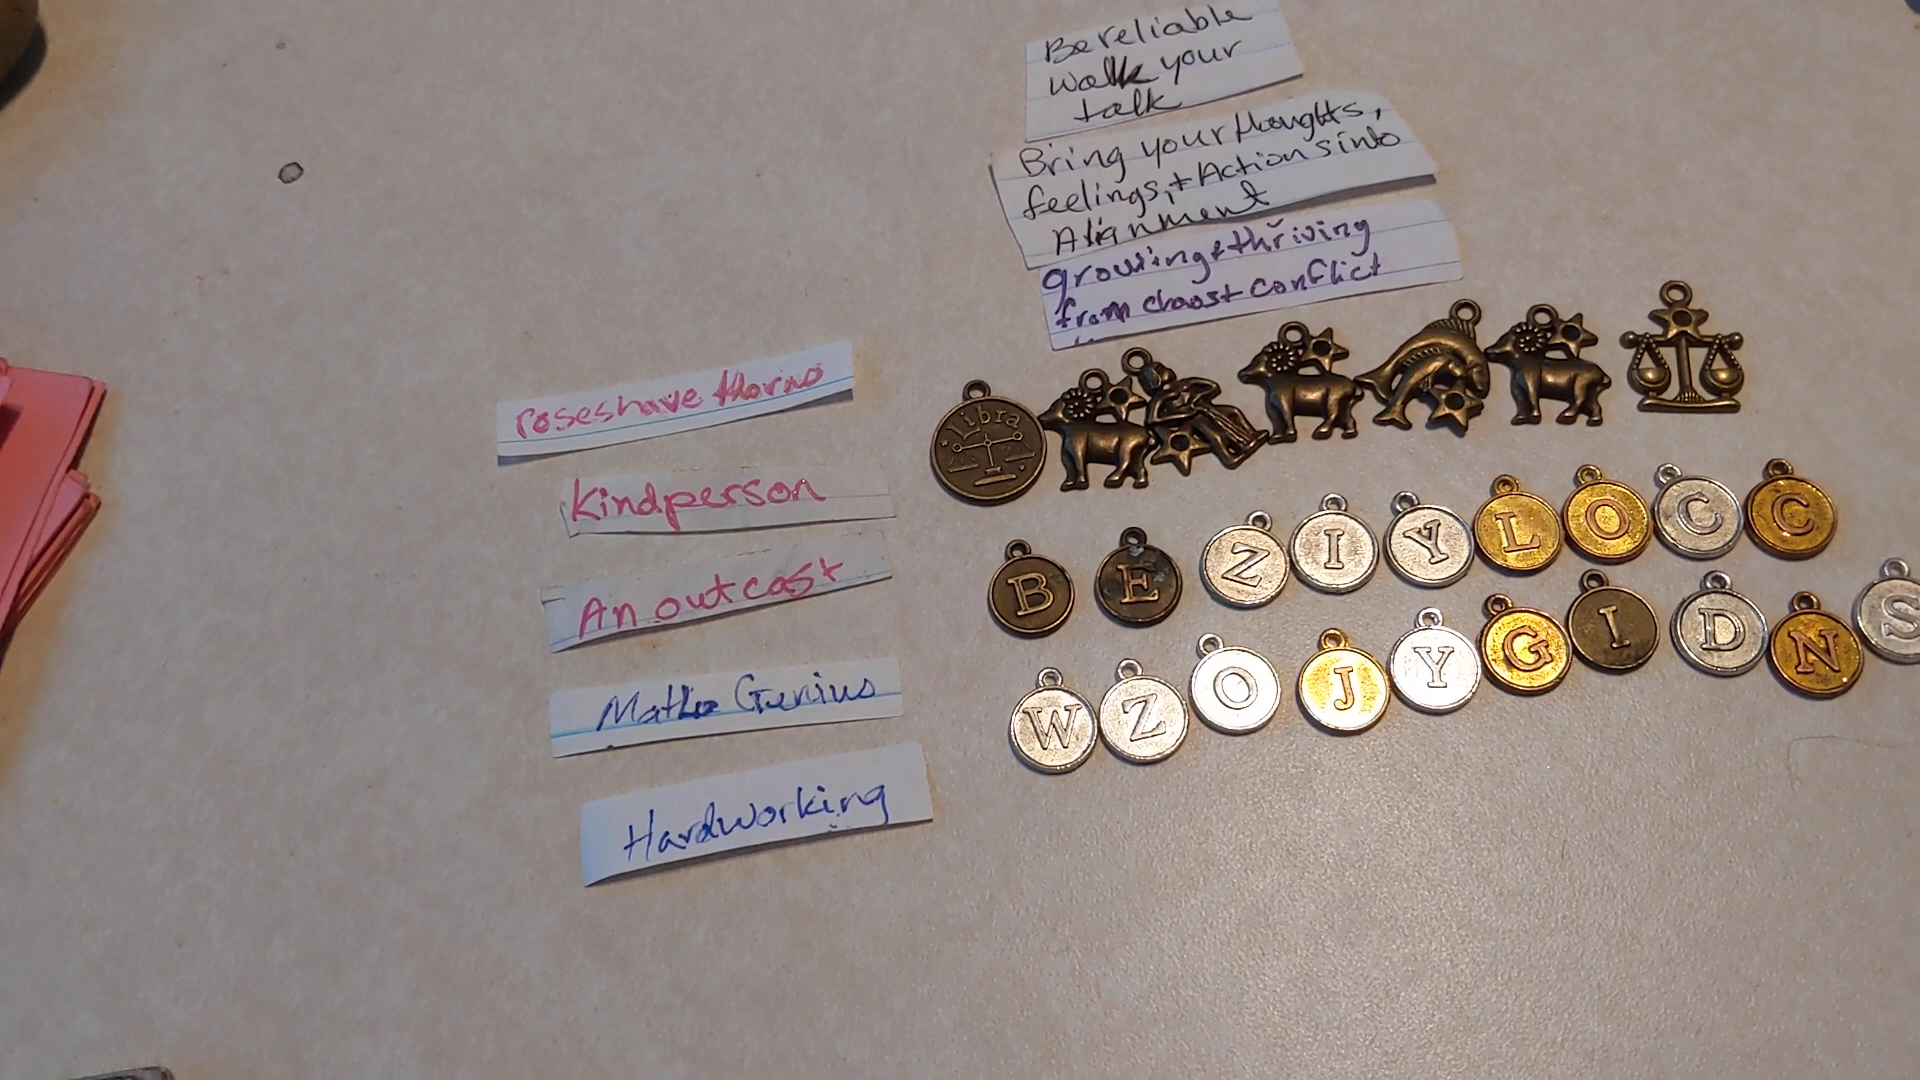 Be reliable
walk your
talk
Bring your thoughts,
feelings, + Actions into
Alignment
growing + thriving
from chaos + conflict
roses have thorns
Kind person
An outcast
Math Genius
Hardworking
Libra
B E Z I Y L O C C
W Z O J Y G I D N S